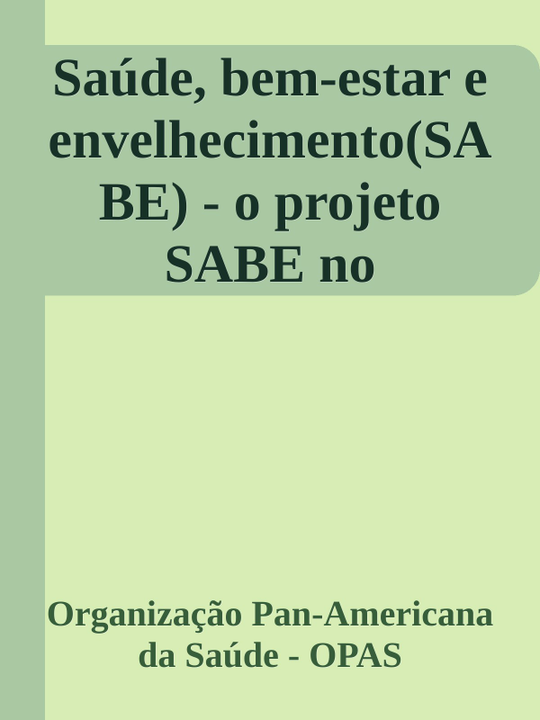 Saúde, bem-estar e
envelhecimento(SA
BE) - o projeto
SABE no
Organização Pan-Americana
da Saúde - OPAS